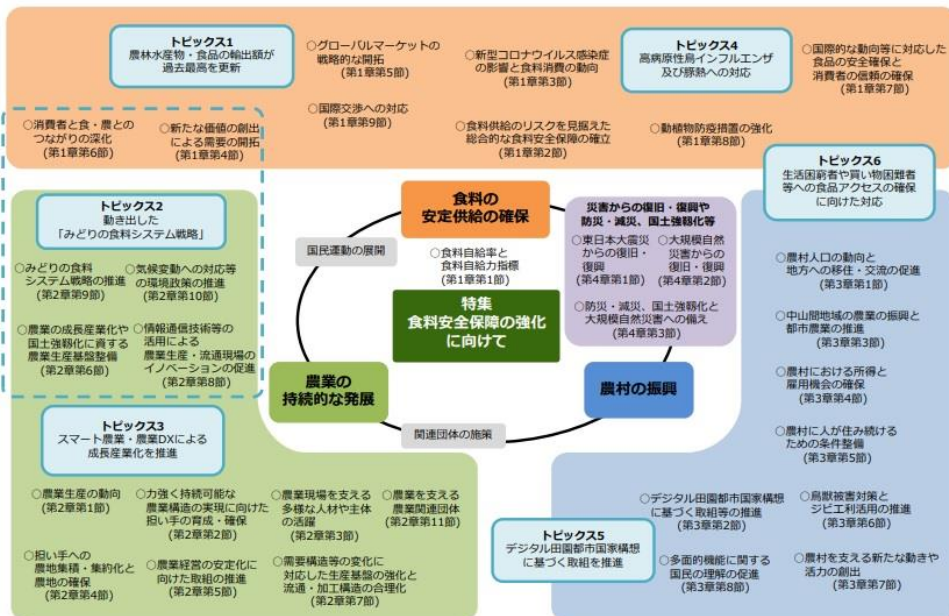 トピックス1
農林水産物・食品の輸出額が
過去最高を更新
○グローバルマーケットの
戦略的な開拓
(第1章第5節)
○国際交渉への対応
(第1章第9節)
○新型コロナウイルス感染症
の影響と食料消費の動向
(第1章第3節)
○食料供給のリスクを見据えた
総合的な食料安全保障の確立
(第1章第2節)
トピックス4
高病原性鳥インフルエンザ
及び豚熱への対応
○国際的な動向等に対応した
食品の安全確保と
消費者の信頼の確保
(第1章第7節)
○動植物防疫措置の強化
(第1章第8節)
○消費者と食・農との
つながりの深化
(第1章第6節)
○新たな価値の創出
による需要の開拓
(第1章第4節)
トピックス2
動き出した
「みどりの食料システム戦略」
○みどりの食料
システム戦略の推進
(第2章第9節)
○気候変動への対応等
の環境政策の推進
(第2章第10節)
○農業の成長産業化や
国土強靱化に資する
農業生産基盤整備
(第2章第6節)
○情報通信技術等の
活用による
農業生産・流通現場の
イノベーションの促進
(第2章第8節)
食料の
安定供給の確保
国民運動の展開
○食料自給率と
食料自給力指標
(第1章第1節)
特集
食料安全保障の強化
に向けて
農業の
持続的な発展
農村の振興
関連団体の施策
災害からの復旧・復興や
防災・減災、国土強靱化等
○東日本大震災
からの復旧・
復興
(第4章第1節)
○大規模自然
災害からの
復旧・復興
(第4章第2節)
○防災・減災、国土強靱化と
大規模自然災害への備え
(第4章第3節)
トピックス6
生活困窮者や買い物困難者
等への食品アクセスの確保
に向けた対応
○農村人口の動向と
地方への移住・交流の促進
(第3章第1節)
○中山間地域の農業の振興と
都市農業の推進
(第3章第3節)
○農村における所得と
雇用機会の確保
(第3章第4節)
○農村に人が住み続ける
ための条件整備
(第3章第5節)
トピックス3
スマート農業・農業DXによる
成長産業化を推進
○農業生産の動向
(第2章第1節)
○力強く持続可能な
農業構造の実現に向けた
担い手の育成・確保
(第2章第2節)
○農業現場を支える
多様な人材や主体
の活躍
(第2章第3節)
○農業を支える
農業関連団体
(第2章第11節)
○担い手への
農地集積・集約化と
農地の確保
(第2章第4節)
○農業経営の安定化に
向けた取組の推進
(第2章第5節)
○需要構造等の変化に
対応した生産基盤の強化と
流通・加工構造の合理化
(第2章第7節)
トピックス5
デジタル田園都市国家構想
に基づく取組を推進
○デジタル田園都市国家構想
に基づく取組等の推進
(第3章第2節)
○鳥獣被害対策と
ジビエ利活用の推進
(第3章第6節)
○多面的機能に関する
国民の理解の促進
(第3章第8節)
○農村を支える新たな動きや
活力の創出
(第3章第7節)